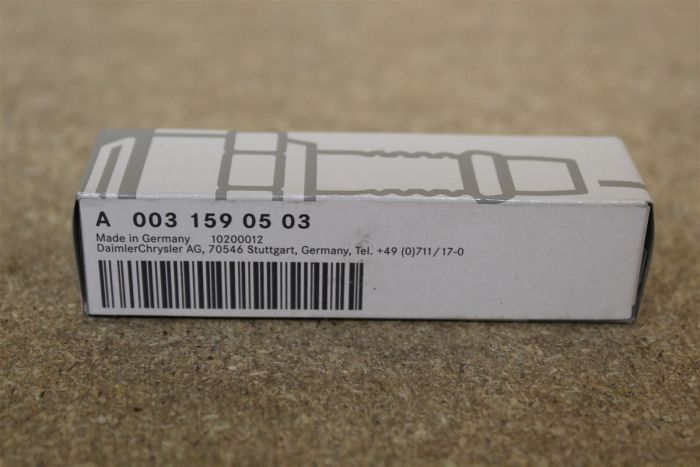 A 003 159 05 03
Made in Germany 10200012
DaimlerChrysler AG, 70546 Stuttgart, Germany, Tel. +49 (0)711/17-0